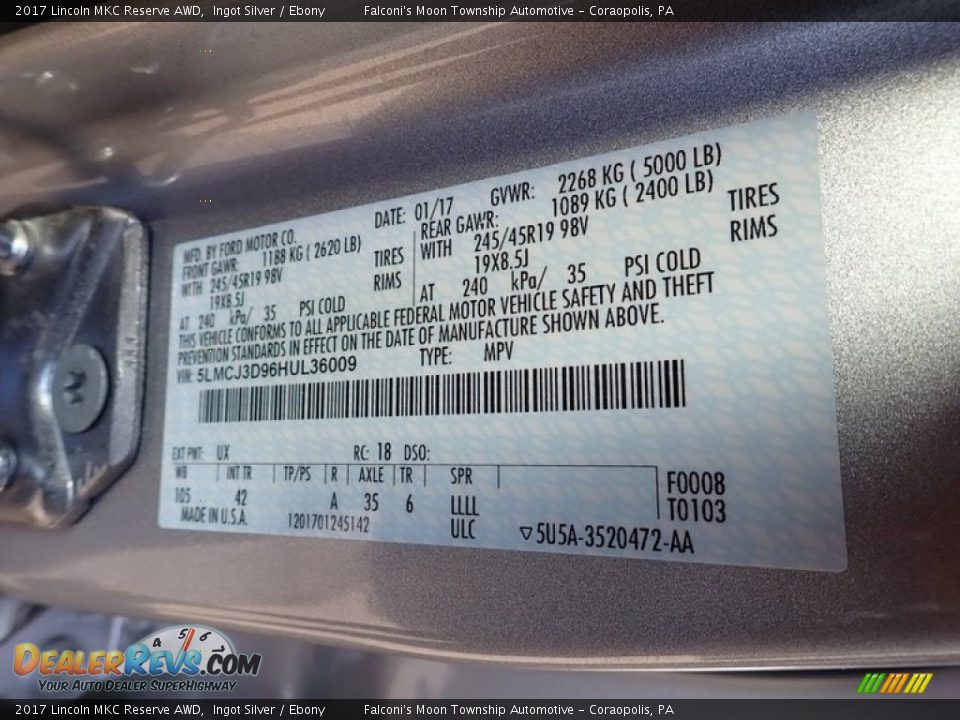 2017 Lincoln MKC Reserve AWD, Ingot Silver / Ebony Falconi's Moon Township Automotive - Coraopolis, PA
MFD. BY FORD MOTOR CO. DATE: 01/17 GVWR: 2268 KG ( 5000 LB)
FRONT GAWR: 1188 KG ( 2620 LB) REAR GAWR: 1089 KG ( 2400 LB)
WITH 245/45R19 98V TIRES WITH 245/45R19 98V TIRES
19X8.5J RIMS 19X8.5J RIMS
AT 240 kPa/ 35 PSI COLD AT 240 kPa/ 35 PSI COLD
THIS VEHICLE CONFORMS TO ALL APPLICABLE FEDERAL MOTOR VEHICLE SAFETY AND THEFT
PREVENTION STANDARDS IN EFFECT ON THE DATE OF MANUFACTURE SHOWN ABOVE.
VIN: 5LMCJ3D96HUL36009 TYPE: MPV
EXT PNT: UX RC: 18 DSO:
WB INT TR TP/PS R AXLE TR SPR F0008
105 42 A 35 6 LLLL T0103
MADE IN U.S.A. 1201701245142 ULC ▽5U5A-3520472-AA
4 5 6
DEALERREVS.COM
YOUR AUTO DEALER SUPERHIGHWAY
2017 Lincoln MKC Reserve AWD, Ingot Silver / Ebony Falconi's Moon Township Automotive - Coraopolis, PA